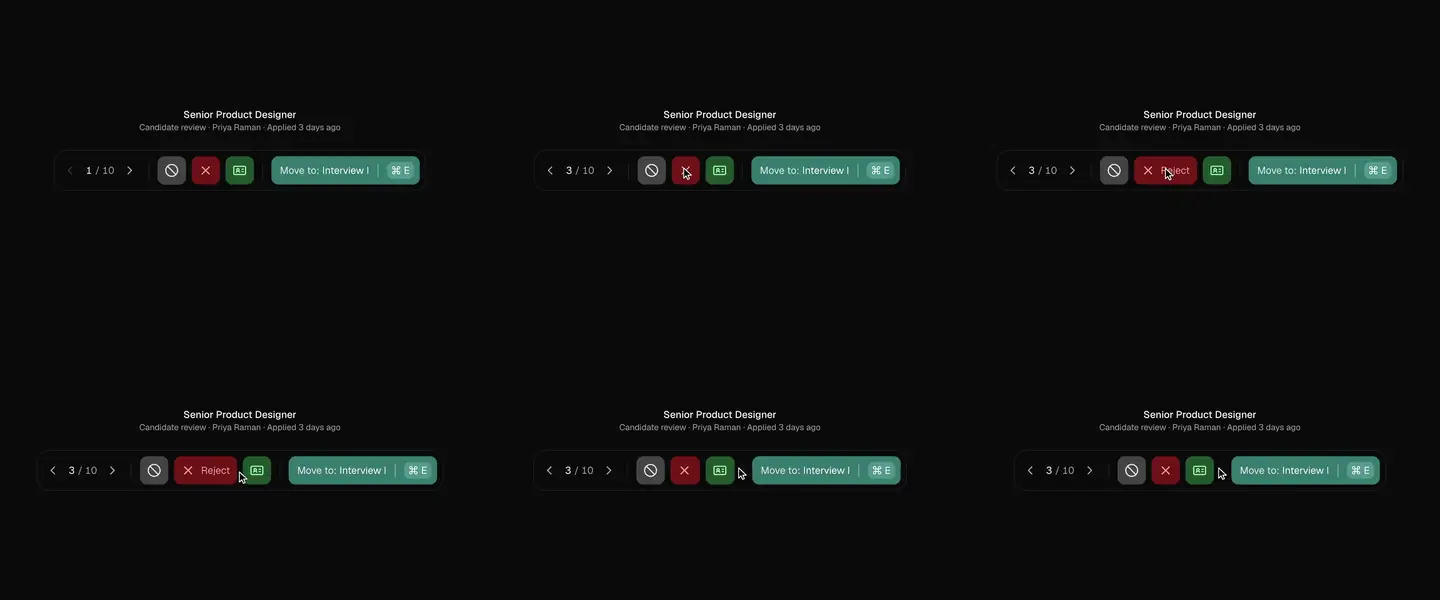 Senior Product Designer
Candidate review · Priya Raman · Applied 3 days ago
1 / 10
Move to: Interview I
⌘ E
Senior Product Designer
Candidate review · Priya Raman · Applied 3 days ago
3 / 10
Move to: Interview I
⌘ E
Senior Product Designer
Candidate review · Priya Raman · Applied 3 days ago
3 / 10
Reject
Move to: Interview I
⌘ E
Senior Product Designer
Candidate review · Priya Raman · Applied 3 days ago
3 / 10
Reject
Move to: Interview I
⌘ E
Senior Product Designer
Candidate review · Priya Raman · Applied 3 days ago
3 / 10
Move to: Interview I
⌘ E
Senior Product Designer
Candidate review · Priya Raman · Applied 3 days ago
3 / 10
Move to: Interview I
⌘ E